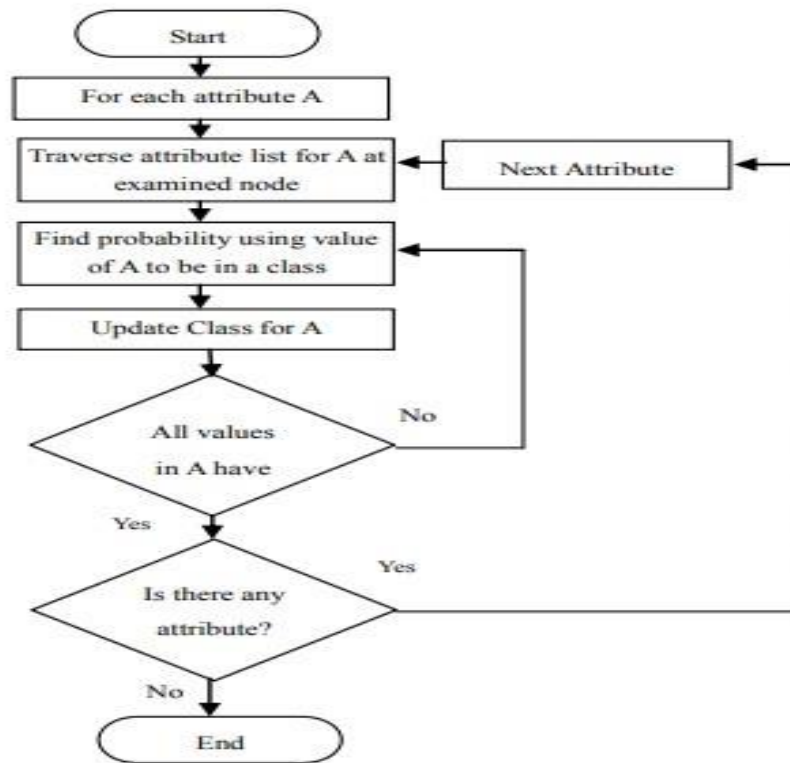 Start
For each attribute A
Traverse attribute list for A at
examined node
Next Attribute
Find probability using value
of A to be in a class
Update Class for A
All values
in A have
No
Yes
Is there any
attribute?
Yes
No
End